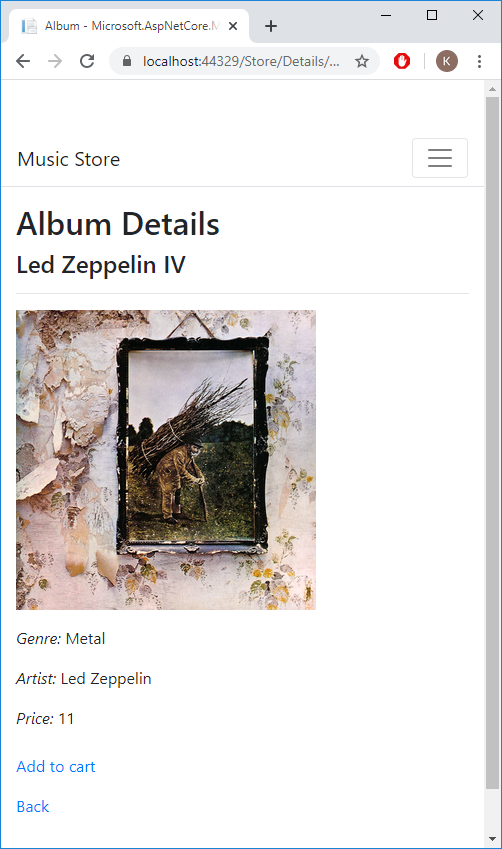 Album - Microsoft.AspNetCore.M
localhost:44329/Store/Details/...
K
Music Store
Album Details
Led Zeppelin IV
Genre: Metal
Artist: Led Zeppelin
Price: 11
Add to cart
Back